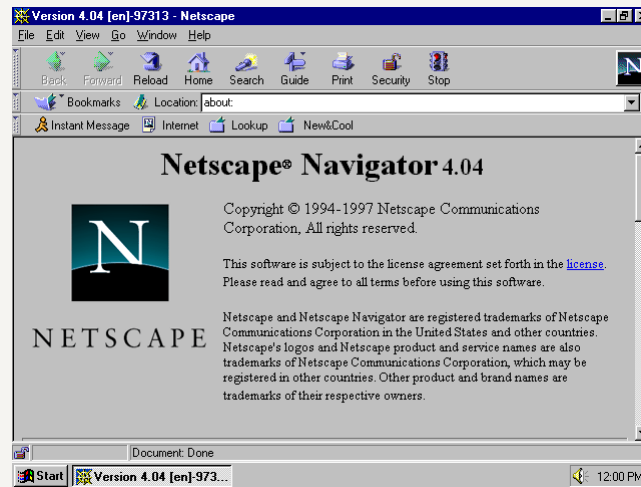 Version 4.04 [en]-97313 - Netscape
File Edit View Go Window Help
Back Forward Reload Home Search Guide Print Security Stop
N
Bookmarks Location: about:
Instant Message Internet Lookup New&Cool
Netscape® Navigator 4.04
N
NETSCAPE
Copyright © 1994-1997 Netscape Communications
Corporation, All rights reserved.
This software is subject to the license agreement set forth in the license.
Please read and agree to all terms before using this software.
Netscape and Netscape Navigator are registered trademarks of Netscape
Communications Corporation in the United States and other countries.
Netscape's logos and Netscape product and service names are also
trademarks of Netscape Communications Corporation, which may be
registered in other countries. Other product and brand names are
trademarks of their respective owners.
Document: Done
Start Version 4.04 [en]-973... 12:00 PM